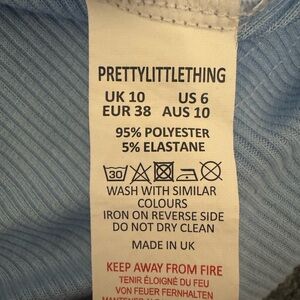 PRETTYLITTLETHING
UK 10 US 6
EUR 38 AUS 10
95% POLYESTER
5% ELASTANE
30
WASH WITH SIMILAR
COLOURS
IRON ON REVERSE SIDE
DO NOT DRY CLEAN
MADE IN UK
KEEP AWAY FROM FIRE
TENIR ÉLOIGNÉ DU FEU
VON FEUER FERNHALTEN